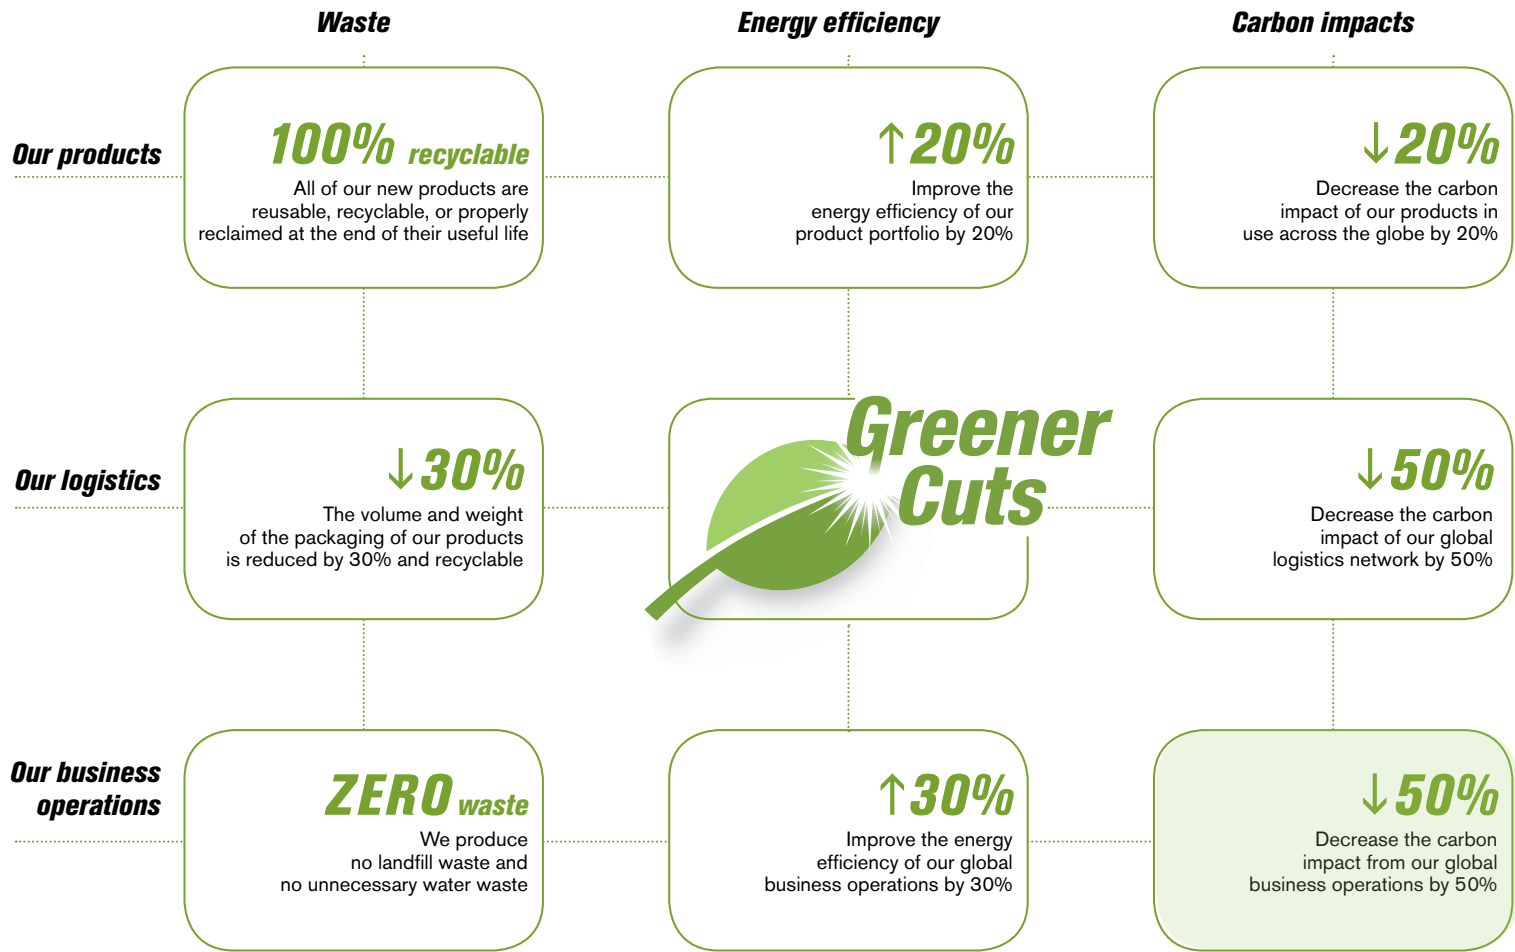 Waste
Energy efficiency
Carbon impacts
Our products
100% recyclable
All of our new products are
reusable, recyclable, or properly
reclaimed at the end of their useful life
↑20%
Improve the
energy efficiency of our
product portfolio by 20%
↓20%
Decrease the carbon
impact of our products in
use across the globe by 20%
Our logistics
↓30%
The volume and weight
of the packaging of our products
is reduced by 30% and recyclable
Greener
Cuts
↓50%
Decrease the carbon
impact of our global
logistics network by 50%
Our business
operations
ZERO waste
We produce
no landfill waste and
no unnecessary water waste
↑30%
Improve the energy
efficiency of our global
business operations by 30%
↓50%
Decrease the carbon
impact from our global
business operations by 50%